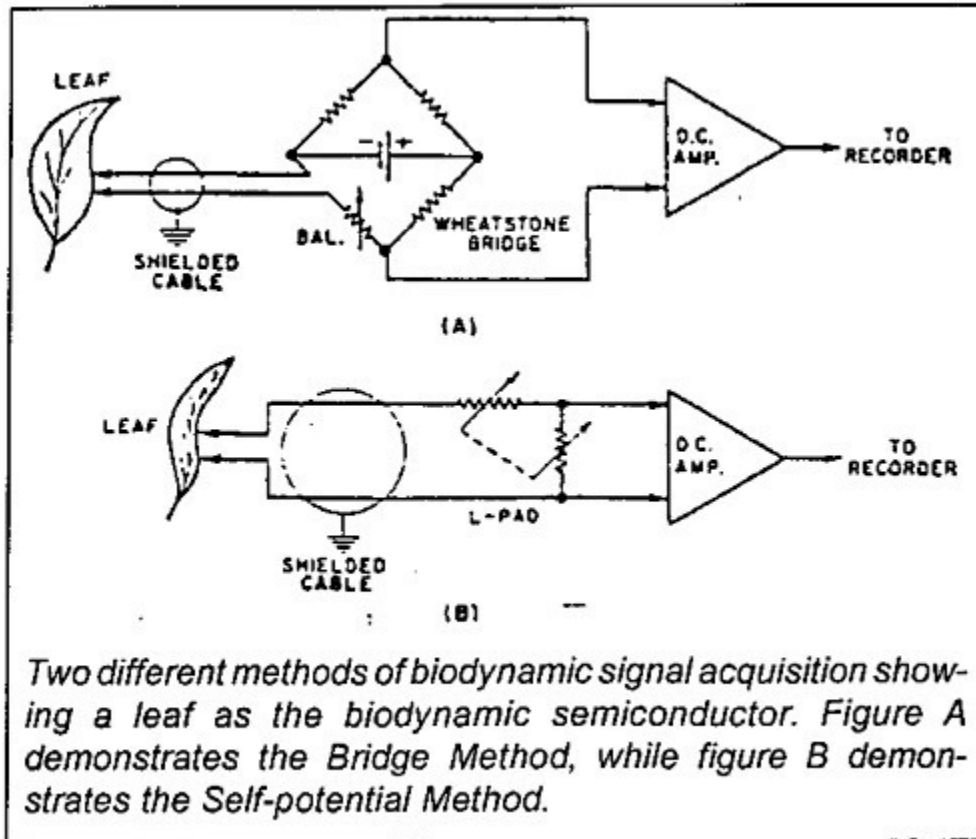 LEAF
- +
D.C.
AMP.
TO
RECORDER
BAL.
WHEATSTONE
BRIDGE
SHIELDED
CABLE
(A)
LEAF
D.C.
AMP.
TO
RECORDER
L-PAD
SHIELDED
CABLE
(B)
Two different methods of biodynamic signal acquisition show-
ing a leaf as the biodynamic semiconductor. Figure A
demonstrates the Bridge Method, while figure B demon-
strates the Self-potential Method.